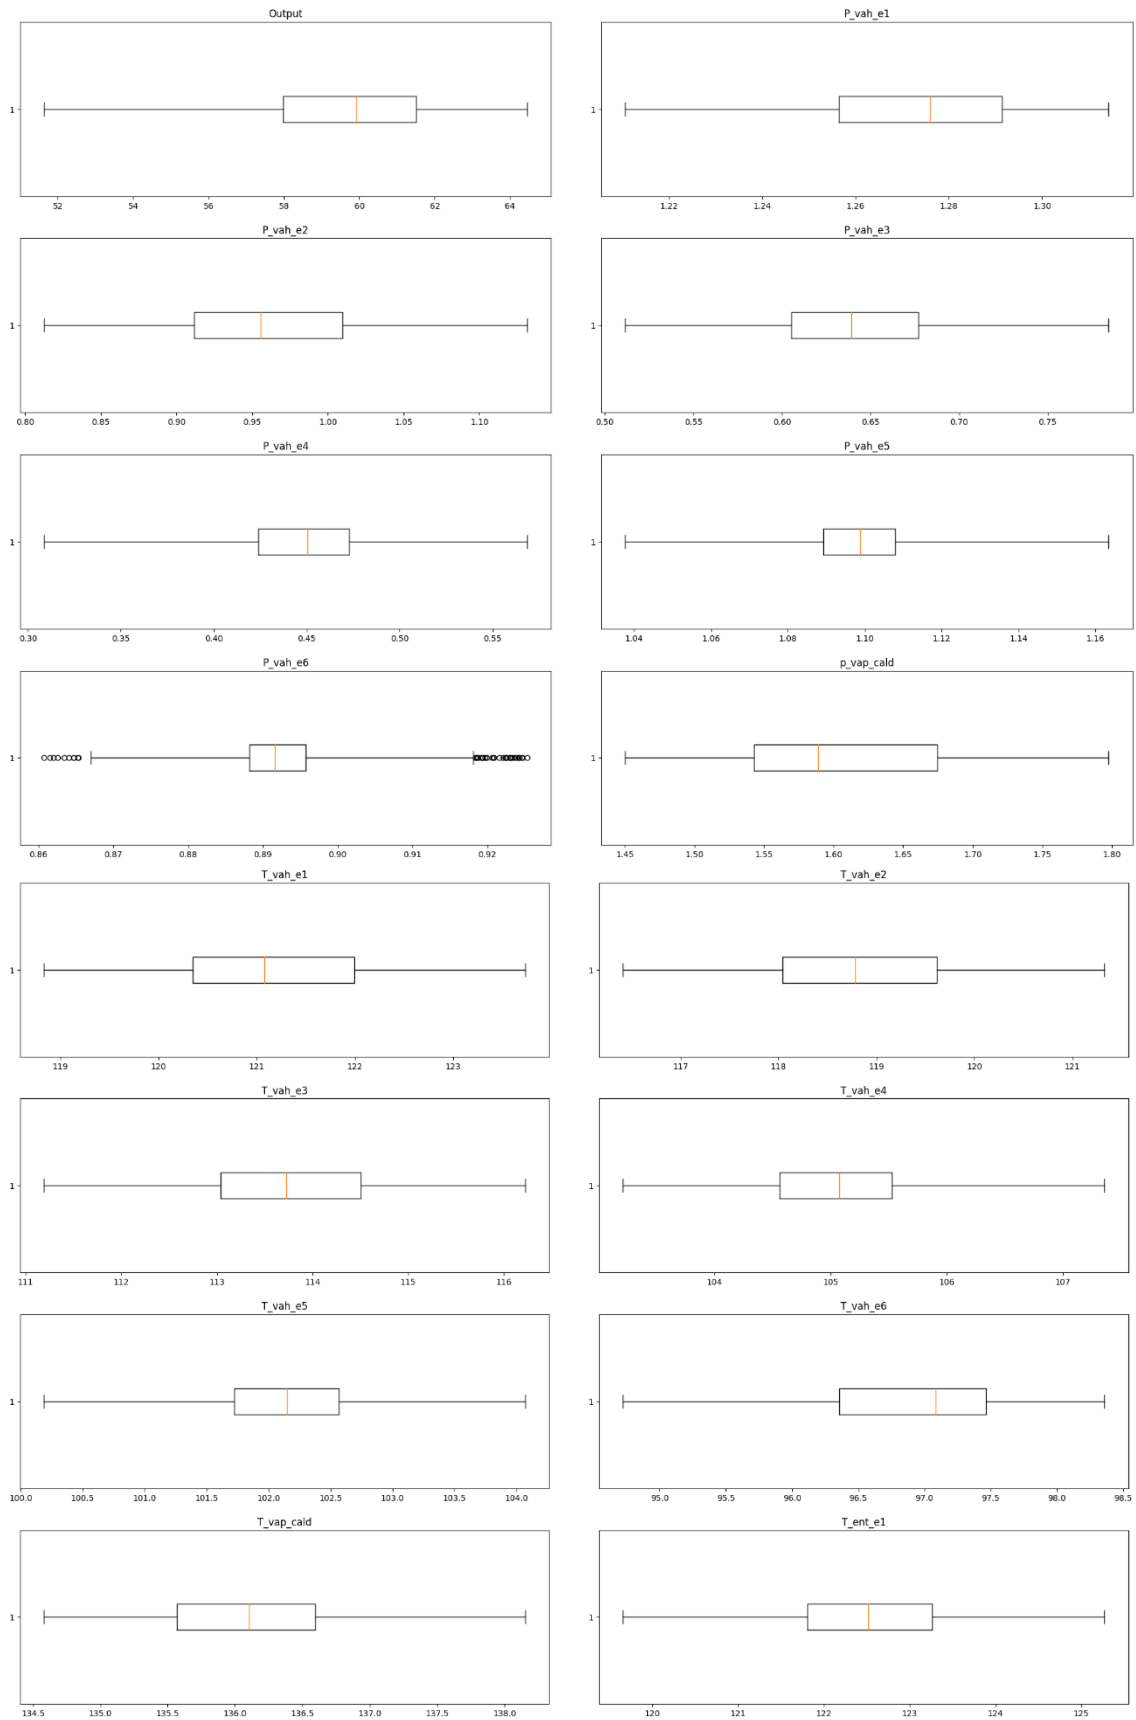 Output P_vah_e1
1 1
52 54 56 58 60 62 64 1.22 1.24 1.26 1.28 1.30
P_vah_e2 P_vah_e3
1 1
0.80 0.85 0.90 0.95 1.00 1.05 1.10 0.50 0.55 0.60 0.65 0.70 0.75
P_vah_e4 P_vah_e5
1 1
0.30 0.35 0.40 0.45 0.50 0.55 1.04 1.06 1.08 1.10 1.12 1.14 1.16
P_vah_e6 p_vap_cald
1 1
0.86 0.87 0.88 0.89 0.90 0.91 0.92 1.45 1.50 1.55 1.60 1.65 1.70 1.75 1.80
T_vah_e1 T_vah_e2
1 1
119 120 121 122 123 117 118 119 120 121
T_vah_e3 T_vah_e4
1 1
111 112 113 114 115 116 104 105 106 107
T_vah_e5 T_vah_e6
1 1
100.0 100.5 101.0 101.5 102.0 102.5 103.0 103.5 104.0 95.0 95.5 96.0 96.5 97.0 97.5 98.0 98.5
T_vap_cald T_ent_e1
1 1
134.5 135.0 135.5 136.0 136.5 137.0 137.5 138.0 120 121 122 123 124 125